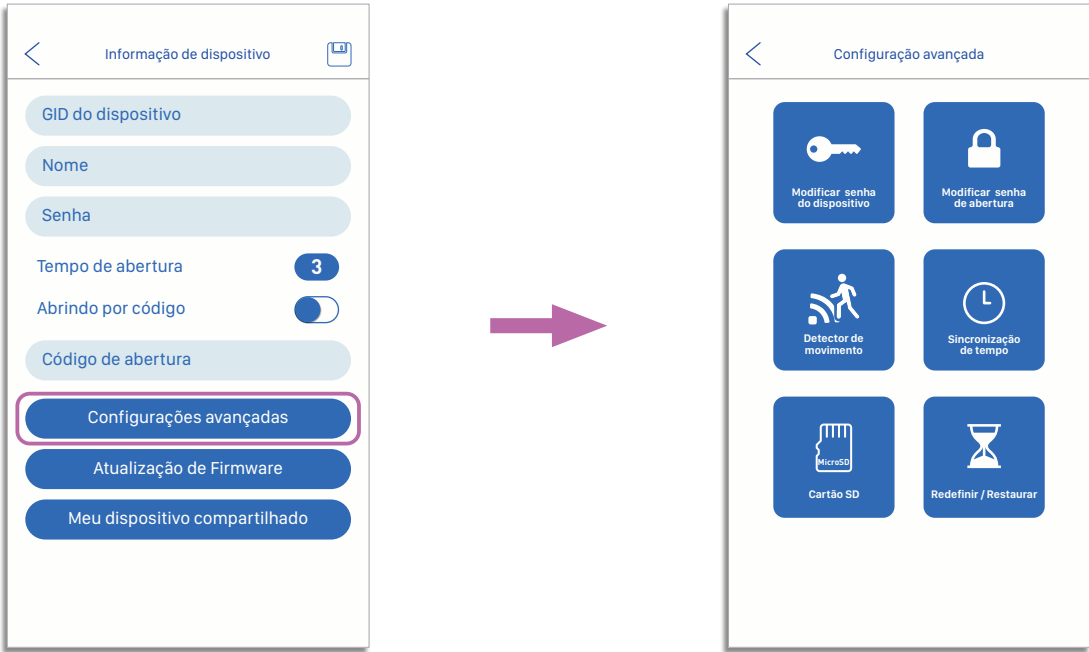 Informação de dispositivo
GID do dispositivo
Nome
Senha
Tempo de abertura
3
Abrindo por código
Código de abertura
Configurações avançadas
Atualização de Firmware
Meu dispositivo compartilhado
Configuração avançada
Modificar senha
do dispositivo
Modificar senha
de abertura
Detector de
movimento
Sincronização
de tempo
MicroSD
Cartão SD
Redefinir / Restaurar